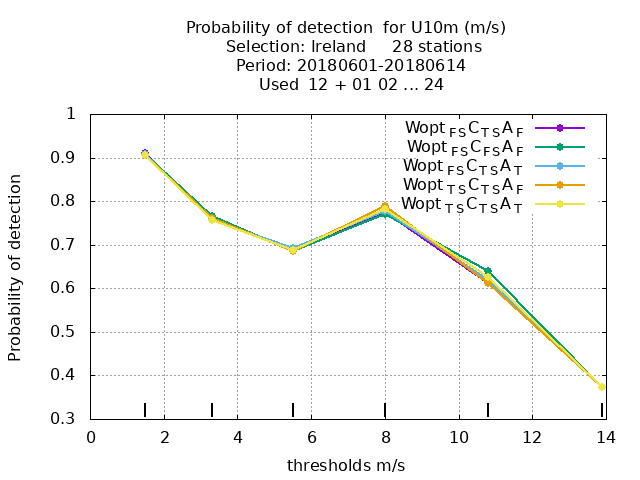 Probability of detection  for U10m (m/s)
Selection: Ireland     28 stations
Period: 20180601-20180614
Used  12 + 01 02 ... 24
Probability of detection
1
0.9
0.8
0.7
0.6
0.5
0.4
0.3
Wopt FS C TS A F
Wopt FS C FS A F
Wopt FS C TS A T
Wopt TS C TS A F
Wopt TS C TS A T
0 2 4 6 8 10 12 14
thresholds m/s